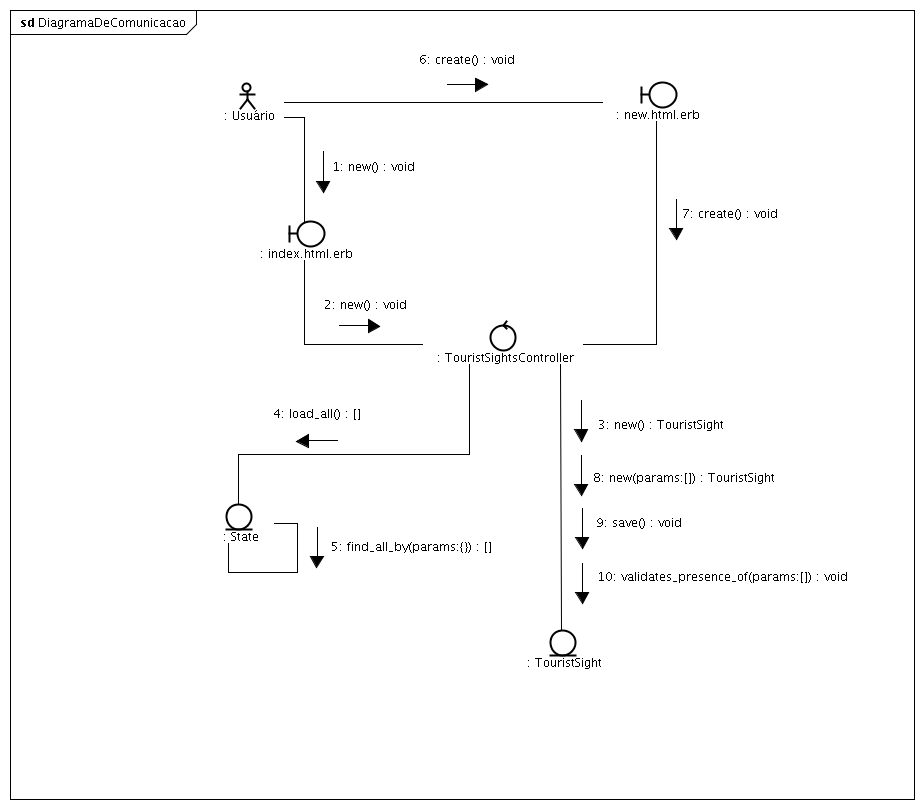 sd DiagramaDeComunicacao
6: create() : void
: Usuário
: new.html.erb
1: new() : void
7: create() : void
: index.html.erb
2: new() : void
: TouristSightsController
4: load_all() : []
3: new() : TouristSight
8: new(params:[]) : TouristSight
9: save() : void
: State
5: find_all_by(params:{}) : []
10: validates_presence_of(params:[]) : void
: TouristSight